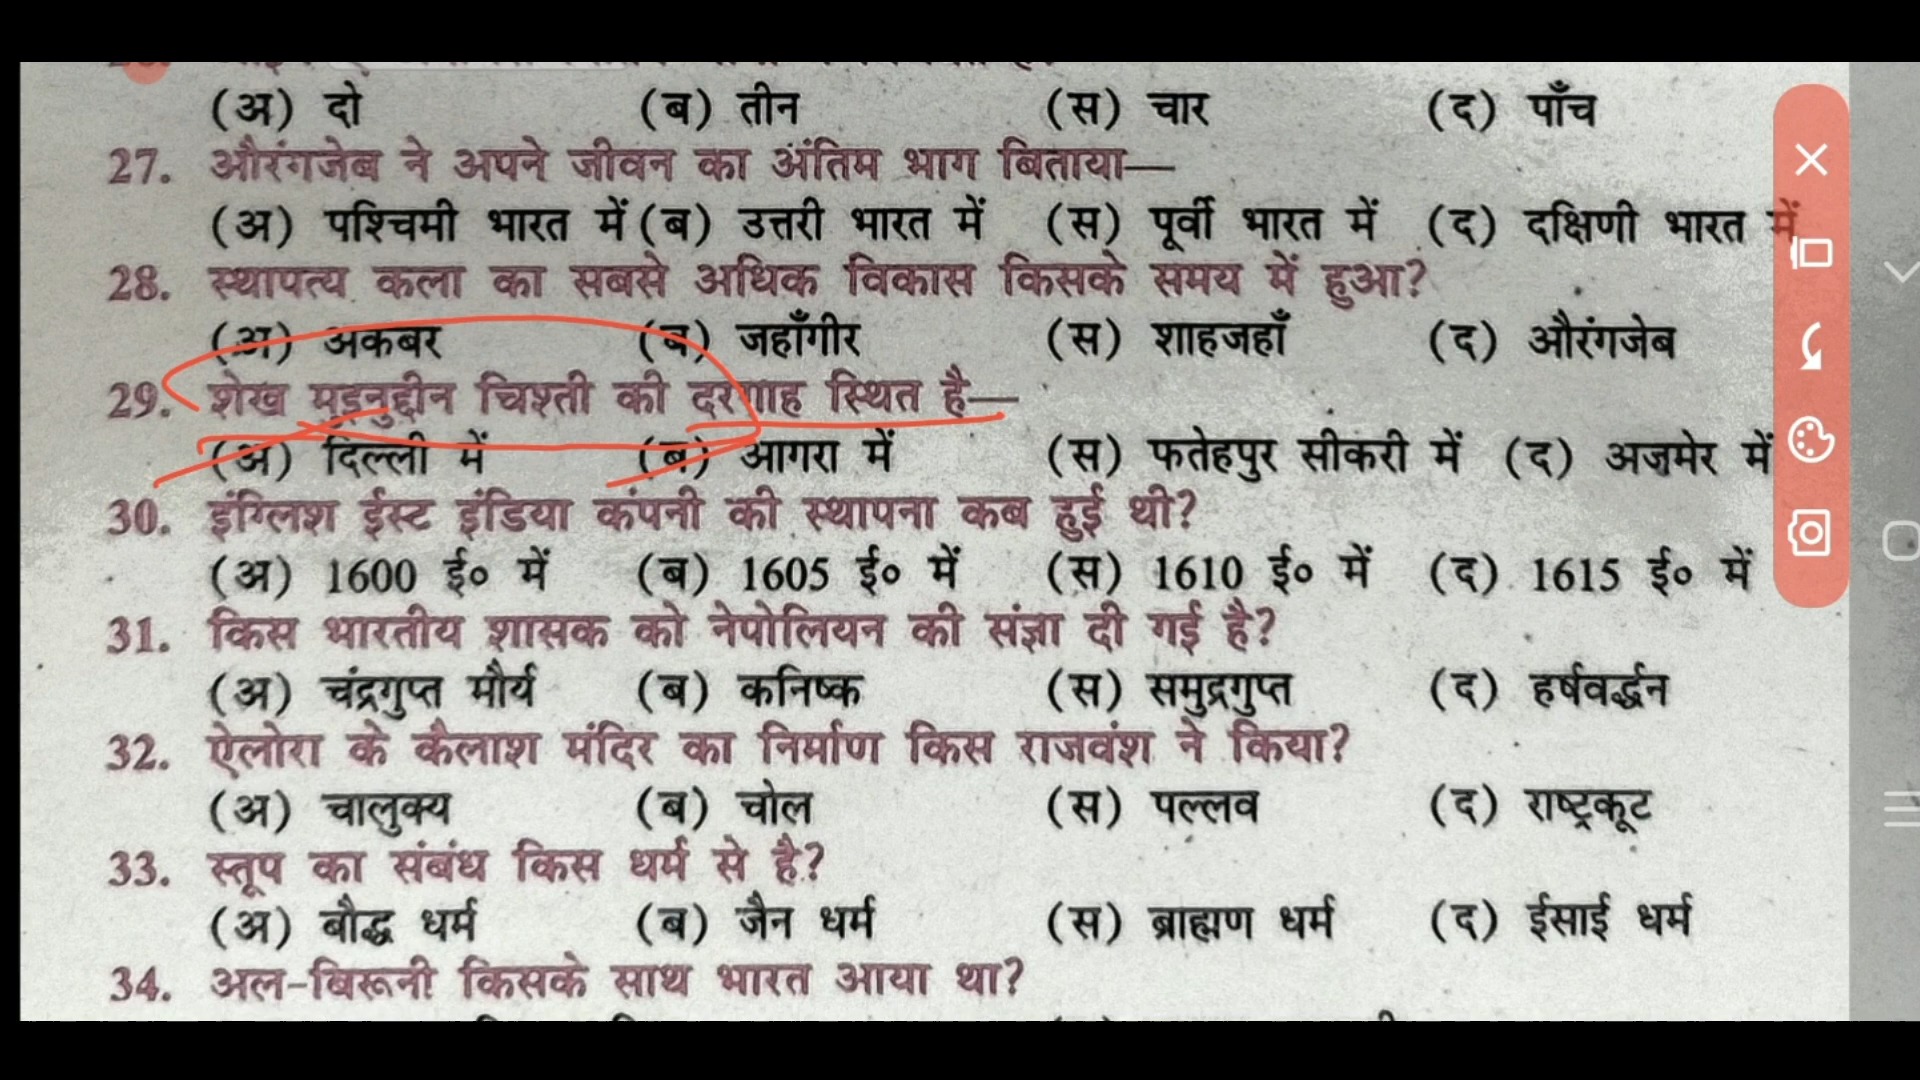 (अ) दो (ब) तीन (स) चार (द) पाँच
27. औरंगजेब ने अपने जीवन का अंतिम भाग बिताया—
(अ) पश्चिमी भारत में (ब) उत्तरी भारत में (स) पूर्वी भारत में (द) दक्षिणी भारत में
28. स्थापत्य कला का सबसे अधिक विकास किसके समय में हुआ?
(अ) अकबर (ब) जहाँगीर (स) शाहजहाँ (द) औरंगजेब
29. शेख मुइनुद्दीन चिश्ती की दरगाह स्थित है—
(अ) दिल्ली में (ब) आगरा में (स) फतेहपुर सीकरी में (द) अजमेर में
30. इंग्लिश ईस्ट इंडिया कंपनी की स्थापना कब हुई थी?
(अ) 1600 ई० में (ब) 1605 ई० में (स) 1610 ई० में (द) 1615 ई० में
31. किस भारतीय शासक को नेपोलियन की संज्ञा दी गई है?
(अ) चंद्रगुप्त मौर्य (ब) कनिष्क (स) समुद्रगुप्त (द) हर्षवर्द्धन
32. ऐलोरा के कैलाश मंदिर का निर्माण किस राजवंश ने किया?
(अ) चालुक्य (ब) चोल (स) पल्लव (द) राष्ट्रकूट
33. स्तूप का संबंध किस धर्म से है?
(अ) बौद्ध धर्म (ब) जैन धर्म (स) ब्राह्मण धर्म (द) ईसाई धर्म
34. अल-बिरूनी किसके साथ भारत आया था?